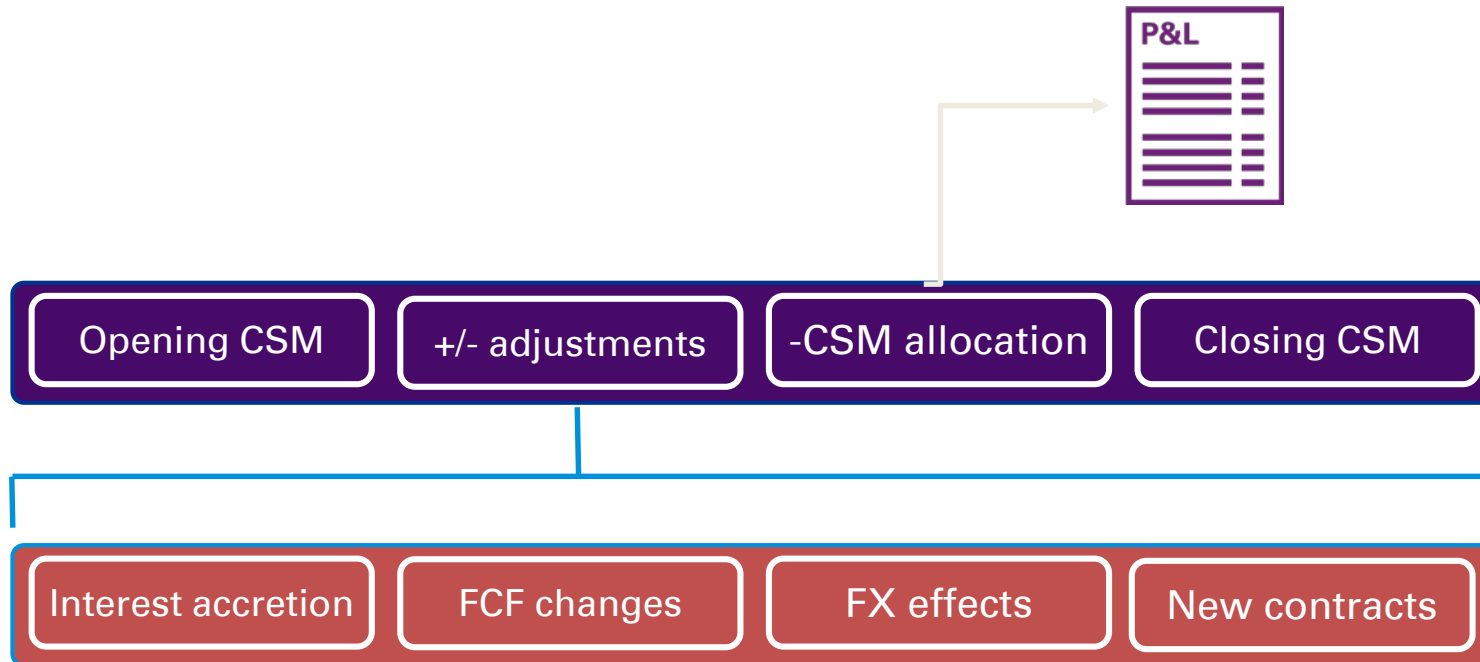 P&L
Opening CSM
+/- adjustments
-CSM allocation
Closing CSM
Interest accretion
FCF changes
FX effects
New contracts